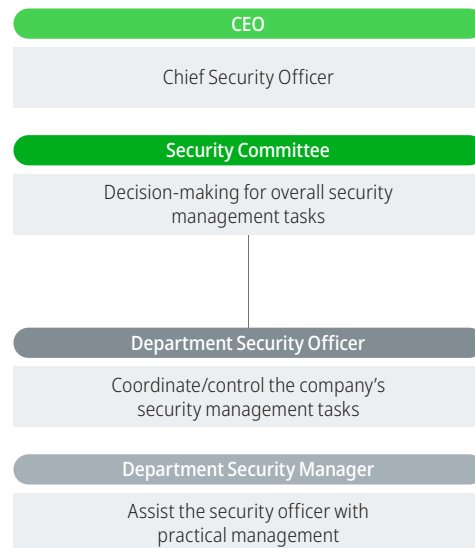 CEO
Chief Security Officer
Security Committee
Decision-making for overall security
management tasks
Department Security Officer
Coordinate/control the company's
security management tasks
Department Security Manager
Assist the security officer with
practical management